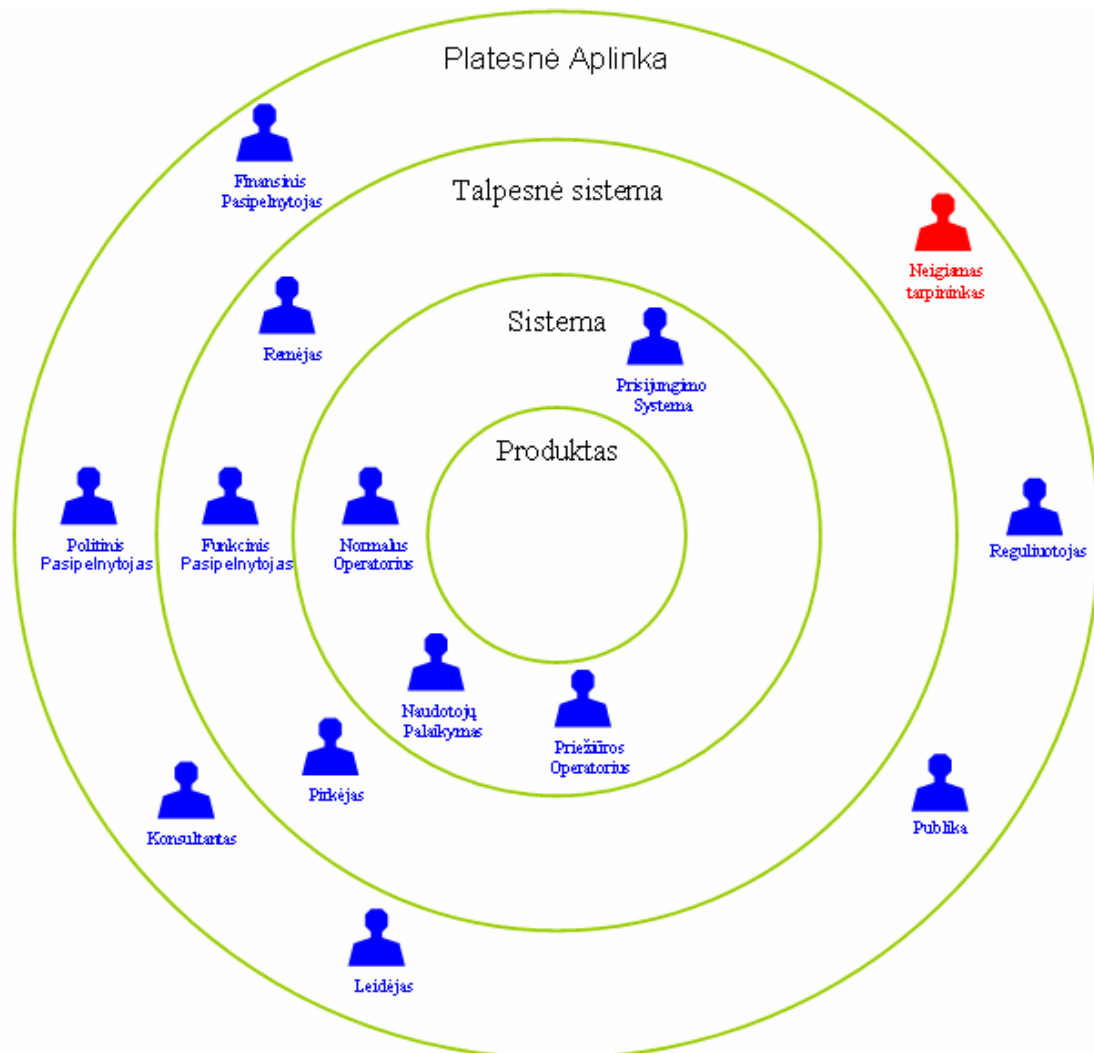 Platesnė Aplinka
Finansinis
Pasipelnytojas
Talpesnė sistema
Neigiamas
tarpininkas
Remėjas
Sistema
Prisijungimo
Systema
Produktas
Politinis
Pasipelnytojas
Funkcinis
Pasipelnytojas
Normalus
Operatorius
Reguliuotojas
Naudotojų
Palaikymas
Priežiūros
Operatorius
Pirkėjas
Konsultantas
Publika
Leidėjas